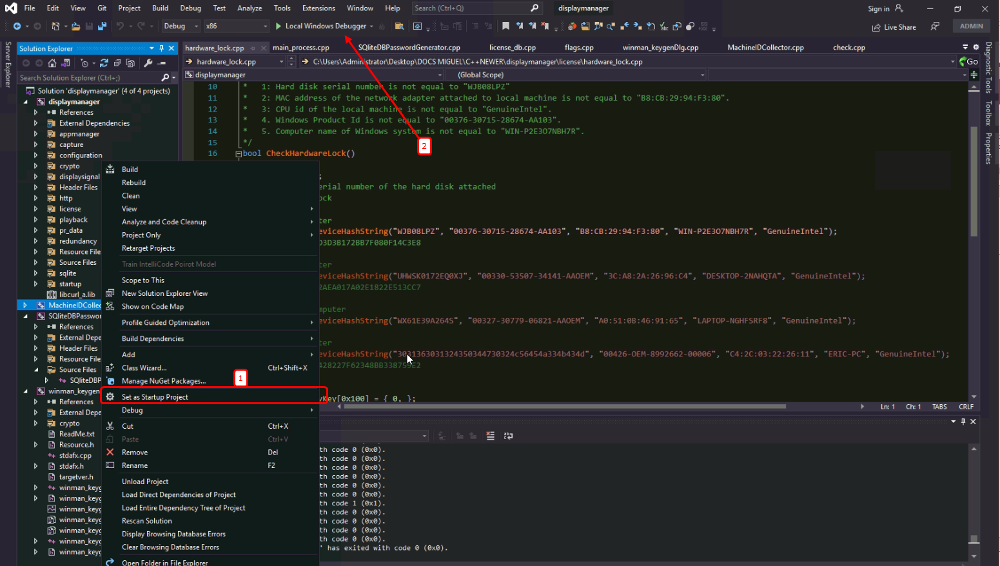 File Edit View Git Project Build Debug Test Analyze Tools Extensions Window Help Search (Ctrl+Q) displaymanager Sign in
Debug x86 Local Windows Debugger Live Share ADMIN
Server Explorer
Solution Explorer
Search Solution Explorer (Ctrl+;)
Solution 'displaymanager' (4 of 4 projects)
displaymanager
References
External Dependencies
appmanager
capture
configuration
crypto
displaysignal
Header Files
http
license
playback
pr_data
redundancy
Resource File
Source Files
sqlite
startup
libcurl_a.lib
MachineIDCollec
SQliteDBPasswor
References
External Depe
Header Files
Resource File
Source Files
SQliteDBP
winman_keygen
References
External Depe
crypto
ReadMe.txt
Resource.h
stdafx.cpp
stdafx.h
targetver.h
winman_keyg
winman_keyg
winman_keyg
winman_keyg
winman_keyg
winman_keyg
winman_keyg
hardware_lock.cpp main_process.cpp SQliteDBPasswordGenerator.cpp license_db.cpp flags.cpp winman_keygenDlg.cpp MachineIDCollector.cpp check.cpp
hardware_lock.cpp C:\Users\Administrator\Desktop\DOCS MIGUEL\C++NEWER\displaymanager\license\hardware_lock.cpp Go
displaymanager (Global Scope)
10 * 1: Hard disk serial number is not equal to "WJB08LPZ"
11 * 2: MAC address of the network adapter attached to local machine is not equal to "B8:CB:29:94:F3:80".
12 * 3: CPU id of the local machine is not equal to "GenuineIntel".
13 * 4. Windows Product Id is not equal to "00376-30715-28674-AA103".
14 * 5. Computer name of Windows system is not equal to "WIN-P2E3O7NBH7R".
15 */
16 bool CheckHardwareLock()
;
erial number of the hard disk attached
ock
ter
eviceHashString("WJB08LPZ", "00376-30715-28674-AA103", "B8:CB:29:94:F3:80", "WIN-P2E3O7NBH7R", "GenuineIntel");
D3D3B172BB7F080F14C3E8
ter
eviceHashString("UHWSK0172EQ0XJ", "00330-53507-34141-AAOEM", "3C:A8:2A:26:96:C4", "DESKTOP-2NAHQTA", "GenuineIntel");
2AEA017A02E1822E513CC7
mputer
eviceHashString("WX61E39A264S", "00327-30779-06821-AAOEM", "A0:51:0B:46:91:65", "LAPTOP-NGHFSRF8", "GenuineIntel");
ter
eviceHashString("3031363031324350344730324c56454a334b434d", "00426-OEM-8992662-00006", "C4:2C:03:22:26:11", "ERIC-PC", "GenuineIntel");
428227F62348BB338759E2
vKey[0x100] = { 0, };
Ln: 1 Ch: 1 TABS CRLF
2
1
Build
Rebuild
Clean
View
Analyze and Code Cleanup
Project Only
Retarget Projects
Train IntelliCode Poirot Model
Scope to This
New Solution Explorer View
Show on Code Map
Profile Guided Optimization
Build Dependencies
Add
Class Wizard... Ctrl+Shift+X
Manage NuGet Packages...
Set as Startup Project
Debug
Cut Ctrl+X
Paste Ctrl+V
Remove Del
Rename F2
Unload Project
Load Direct Dependencies of Project
Load Entire Dependency Tree of Project
Rescan Solution
Display Browsing Database Errors
Clear Browsing Database Errors
Open Folder in File Explorer
th code 0 (0x0).
th code 0 (0x0).
th code 0 (0x0).
th code 0 (0x0).
th code 0 (0x0).
th code 0 (0x0).
th code 1 (0x1).
th code 0 (0x0).
th code 0 (0x0).
th code 0 (0x0).
th code 0 (0x0).
' has exited with code 0 (0x0).
Diagnostic Tools
Toolbox
Properties